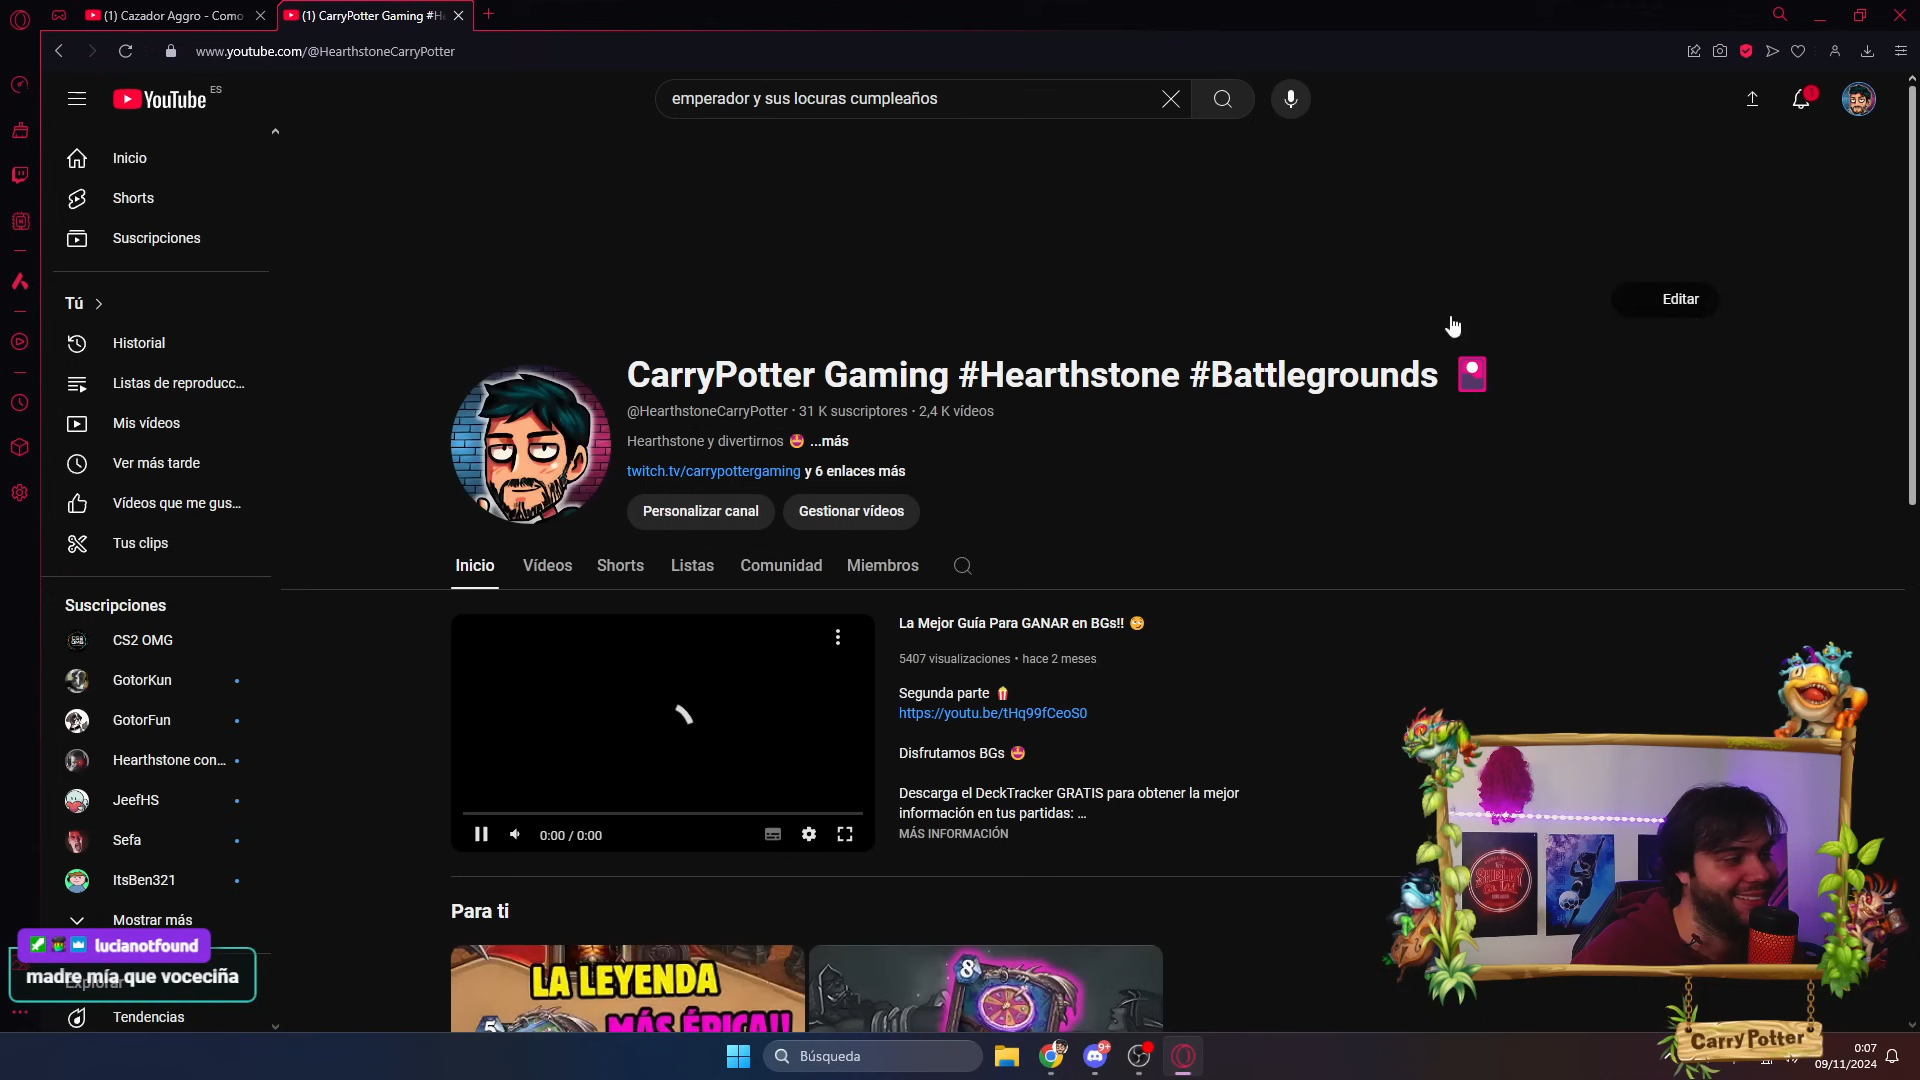 (1) Cazador Aggro - Como
(1) CarryPotter Gaming #H
www.youtube.com/@HearthstoneCarryPotter
YouTube ES
emperador y sus locuras cumpleaños
Inicio
Shorts
Suscripciones
Tú
Historial
Listas de reproducc...
Mis vídeos
Ver más tarde
Vídeos que me gus...
Tus clips
Suscripciones
CS2 OMG
GotorKun
GotorFun
Hearthstone con...
JeefHS
Sefa
ItsBen321
Mostrar más
lucianotfound
madre mía que voceciña
Explorar
Tendencias
Editar
CarryPotter Gaming #Hearthstone #Battlegrounds 🎴
@HearthstoneCarryPotter · 31 K suscriptores · 2,4 K vídeos
Hearthstone y divertirnos 🤩 ...más
twitch.tv/carrypottergaming y 6 enlaces más
Personalizar canal
Gestionar vídeos
Inicio
Vídeos
Shorts
Listas
Comunidad
Miembros
0:00 / 0:00
La Mejor Guía Para GANAR en BGs!! 😳
5407 visualizaciones · hace 2 meses
Segunda parte 🍿
https://youtu.be/tHq99fCeoS0
Disfrutamos BGs 🤩
Descarga el DeckTracker GRATIS para obtener la mejor
información en tus partidas: ...
MÁS INFORMACIÓN
Para ti
LA LEYENDA
MÁS ÉPICA!!
5
8
SHELBY
CarryPotter
Búsqueda
9+
0:07
09/11/2024